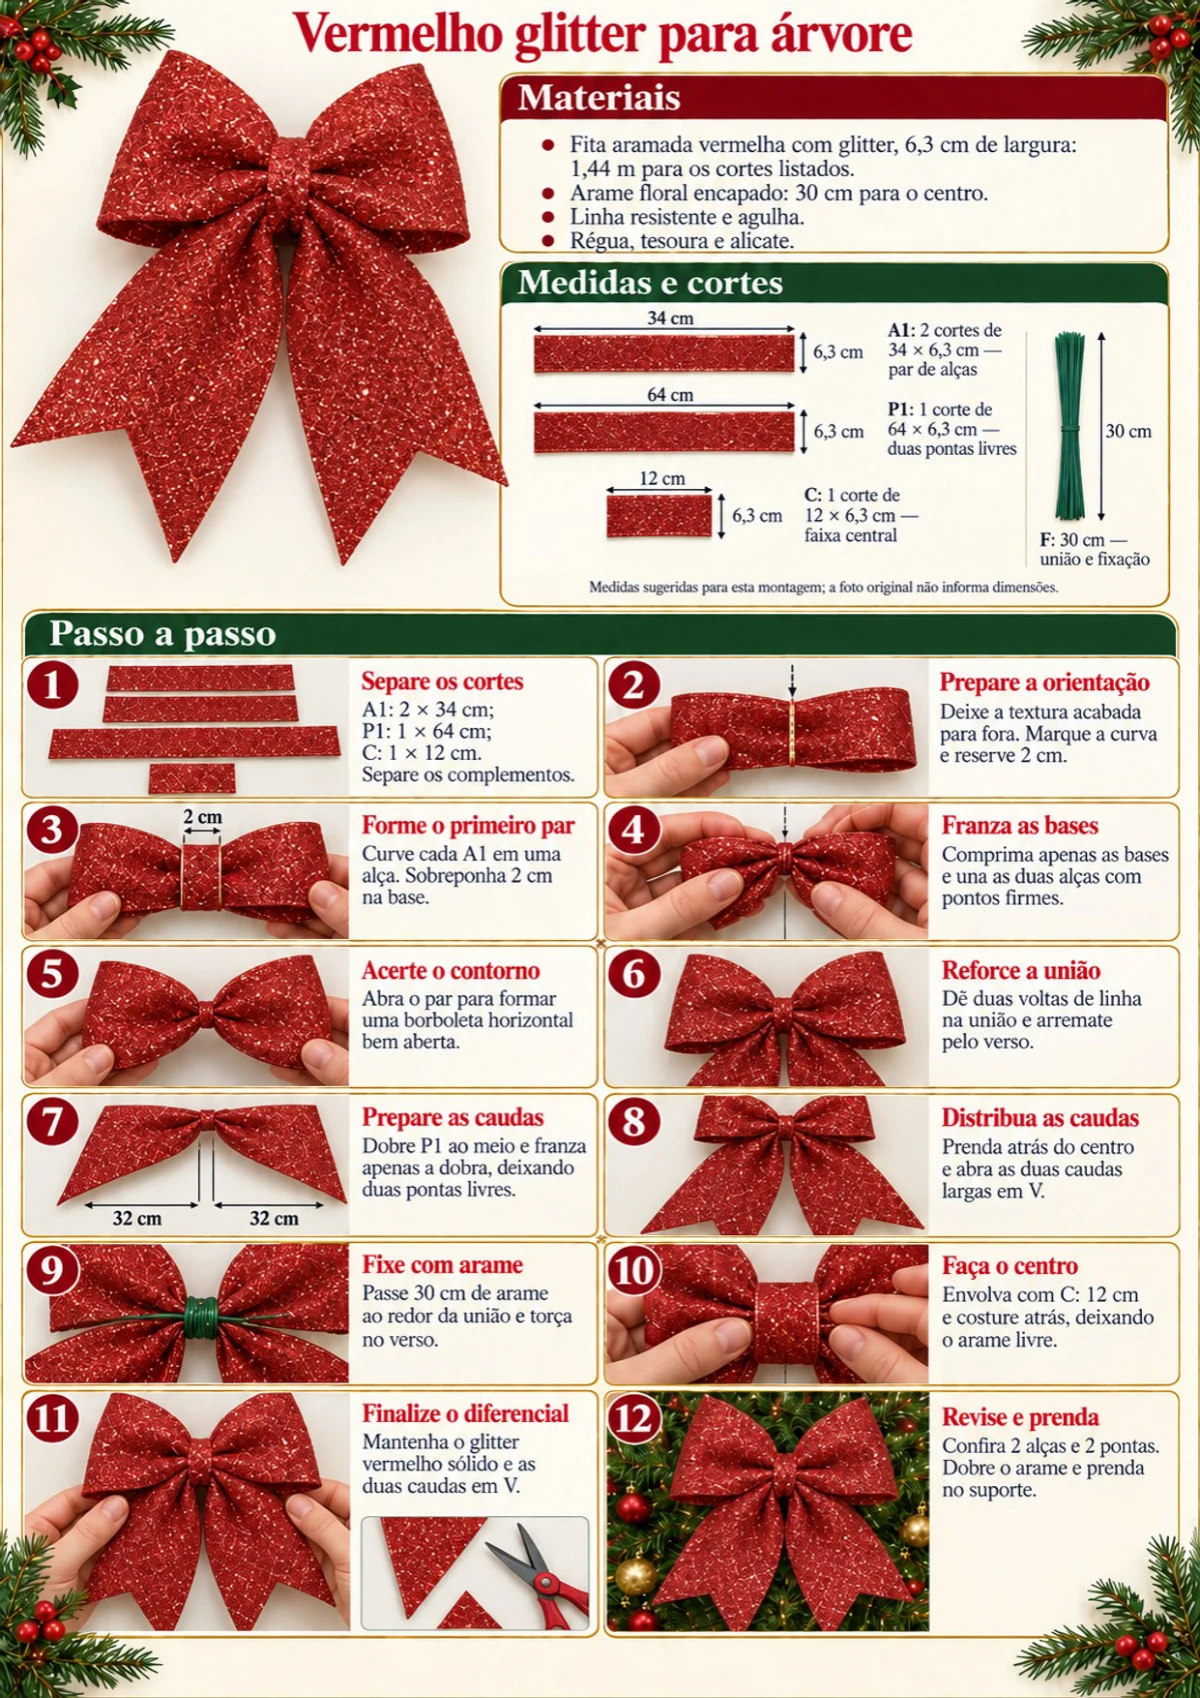 Vermelho glitter para árvore
Materiais
● Fita aramada vermelha com glitter, 6,3 cm de largura:
1,44 m para os cortes listados.
● Arame floral encapado: 30 cm para o centro.
● Linha resistente e agulha.
● Régua, tesoura e alicate.
Medidas e cortes
34 cm
6,3 cm
A1: 2 cortes de
34 × 6,3 cm —
par de alças
64 cm
6,3 cm
P1: 1 corte de
64 × 6,3 cm —
duas pontas livres
12 cm
6,3 cm
C: 1 corte de
12 × 6,3 cm —
faixa central
30 cm
F: 30 cm —
união e fixação
Medidas sugeridas para esta montagem; a foto original não informa dimensões.
Passo a passo
1
Separe os cortes
A1: 2 × 34 cm;
P1: 1 × 64 cm;
C: 1 × 12 cm.
Separe os complementos.
2
Prepare a orientação
Deixe a textura acabada
para fora. Marque a curva
e reserve 2 cm.
3
2 cm
Forme o primeiro par
Curve cada A1 em uma
alça. Sobreponha 2 cm
na base.
4
Franza as bases
Comprima apenas as bases
e una as duas alças com
pontos firmes.
5
Acerte o contorno
Abra o par para formar
uma borboleta horizontal
bem aberta.
6
Reforce a união
Dê duas voltas de linha
na união e arremate
pelo verso.
7
32 cm
32 cm
Prepare as caudas
Dobre P1 ao meio e franza
apenas a dobra, deixando
duas pontas livres.
8
Distribua as caudas
Prenda atrás do centro
e abra as duas caudas
largas em V.
9
Fixe com arame
Passe 30 cm de arame
ao redor da união e torça
no verso.
10
Faça o centro
Envolva com C: 12 cm
e costure atrás, deixando
o arame livre.
11
Finalize o diferencial
Mantenha o glitter
vermelho sólido e as
duas caudas em V.
12
Revise e prenda
Confira 2 alças e 2 pontas.
Dobre o arame e prenda
no suporte.